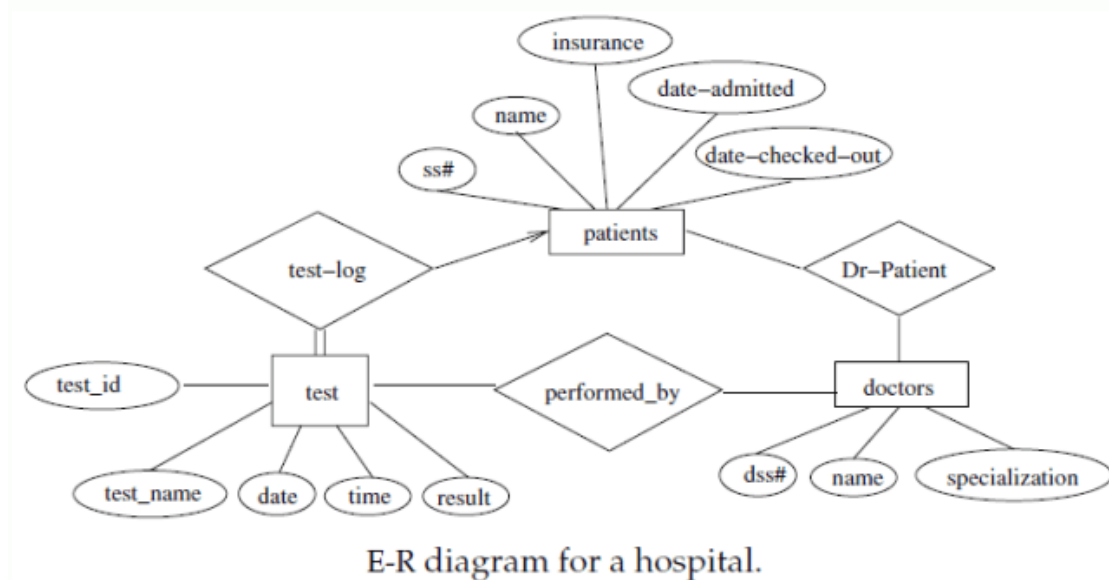 insurance
date-admitted
name
date-checked-out
ss#
patients
test-log
Dr-Patient
test_id
test
performed_by
doctors
test_name
date
time
result
dss#
name
specialization
E-R diagram for a hospital.